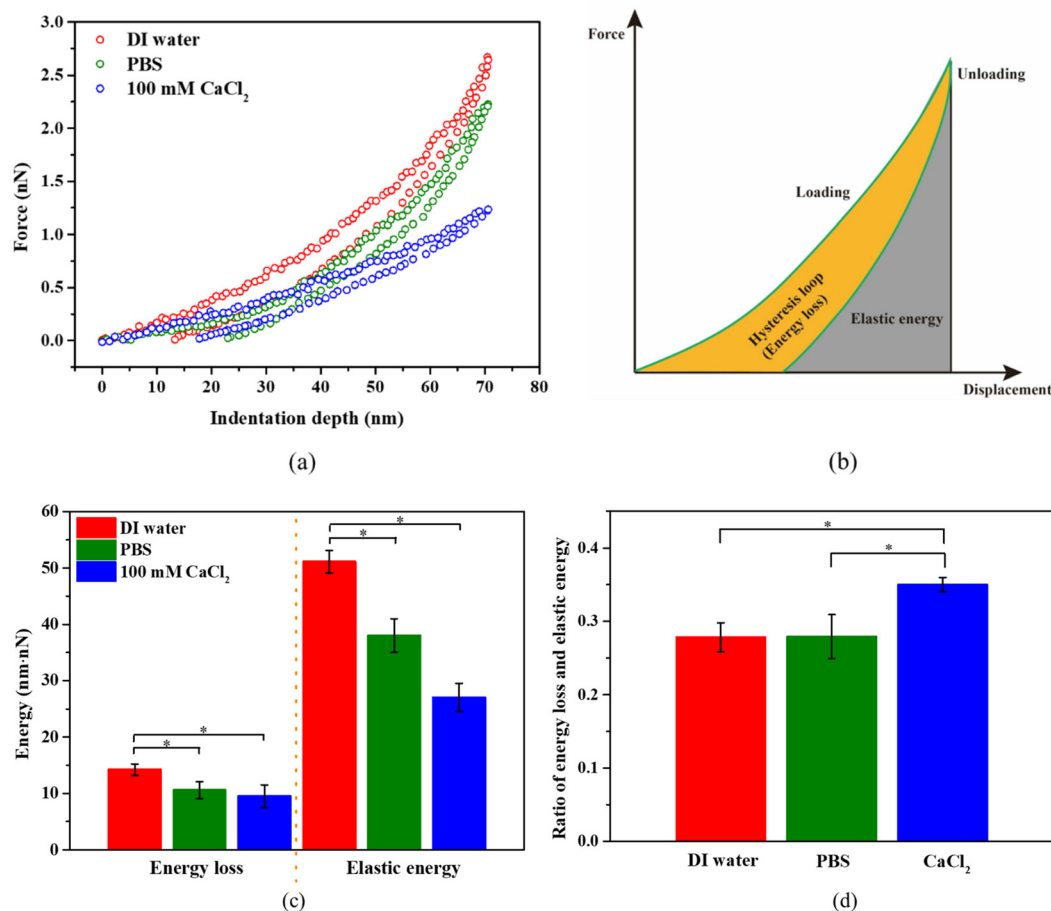 3.0
2.5
2.0
1.5
1.0
0.5
0.0
Force (nN)
DI water
PBS
100 mM CaCl₂
-10 0 10 20 30 40 50 60 70 80
Indentation depth (nm)
(a)
Force
Unloading
Loading
Hysteresis loop
(Energy loss)
Elastic energy
Displacement
(b)
60
50
40
30
20
10
0
Energy (nm·nN)
DI water
PBS
100 mM CaCl₂
*
*
*
*
Energy loss Elastic energy
(c)
0.4
0.3
0.2
0.1
0.0
Ratio of energy loss and elastic energy
*
*
DI water PBS CaCl₂
(d)